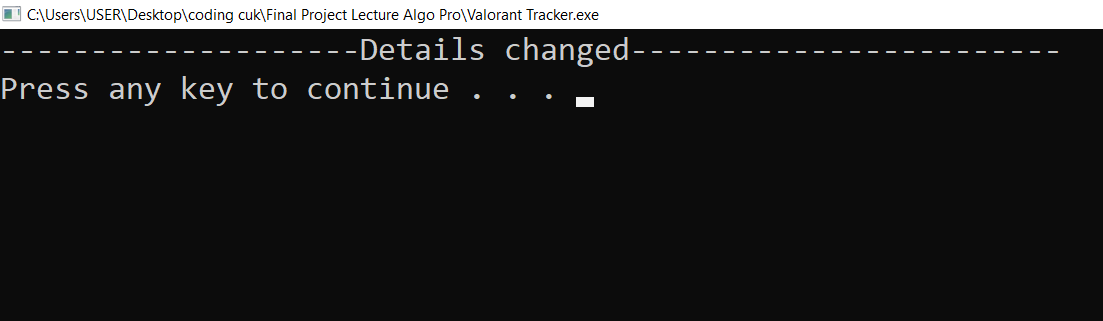 C:\Users\USER\Desktop\coding cuk\Final Project Lecture Algo Pro\Valorant Tracker.exe
--------------------Details changed------------------------
Press any key to continue . . .